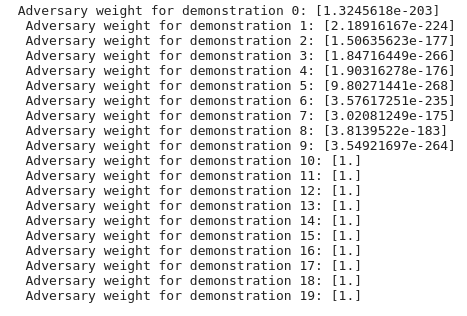 Adversary weight for demonstration 0: [1.3245618e-203]
Adversary weight for demonstration 1: [2.18916167e-224]
Adversary weight for demonstration 2: [1.50635623e-177]
Adversary weight for demonstration 3: [1.84716449e-266]
Adversary weight for demonstration 4: [1.90316278e-176]
Adversary weight for demonstration 5: [9.80271441e-268]
Adversary weight for demonstration 6: [3.57617251e-235]
Adversary weight for demonstration 7: [3.02081249e-175]
Adversary weight for demonstration 8: [3.8139522e-183]
Adversary weight for demonstration 9: [3.54921697e-264]
Adversary weight for demonstration 10: [1.]
Adversary weight for demonstration 11: [1.]
Adversary weight for demonstration 12: [1.]
Adversary weight for demonstration 13: [1.]
Adversary weight for demonstration 14: [1.]
Adversary weight for demonstration 15: [1.]
Adversary weight for demonstration 16: [1.]
Adversary weight for demonstration 17: [1.]
Adversary weight for demonstration 18: [1.]
Adversary weight for demonstration 19: [1.]